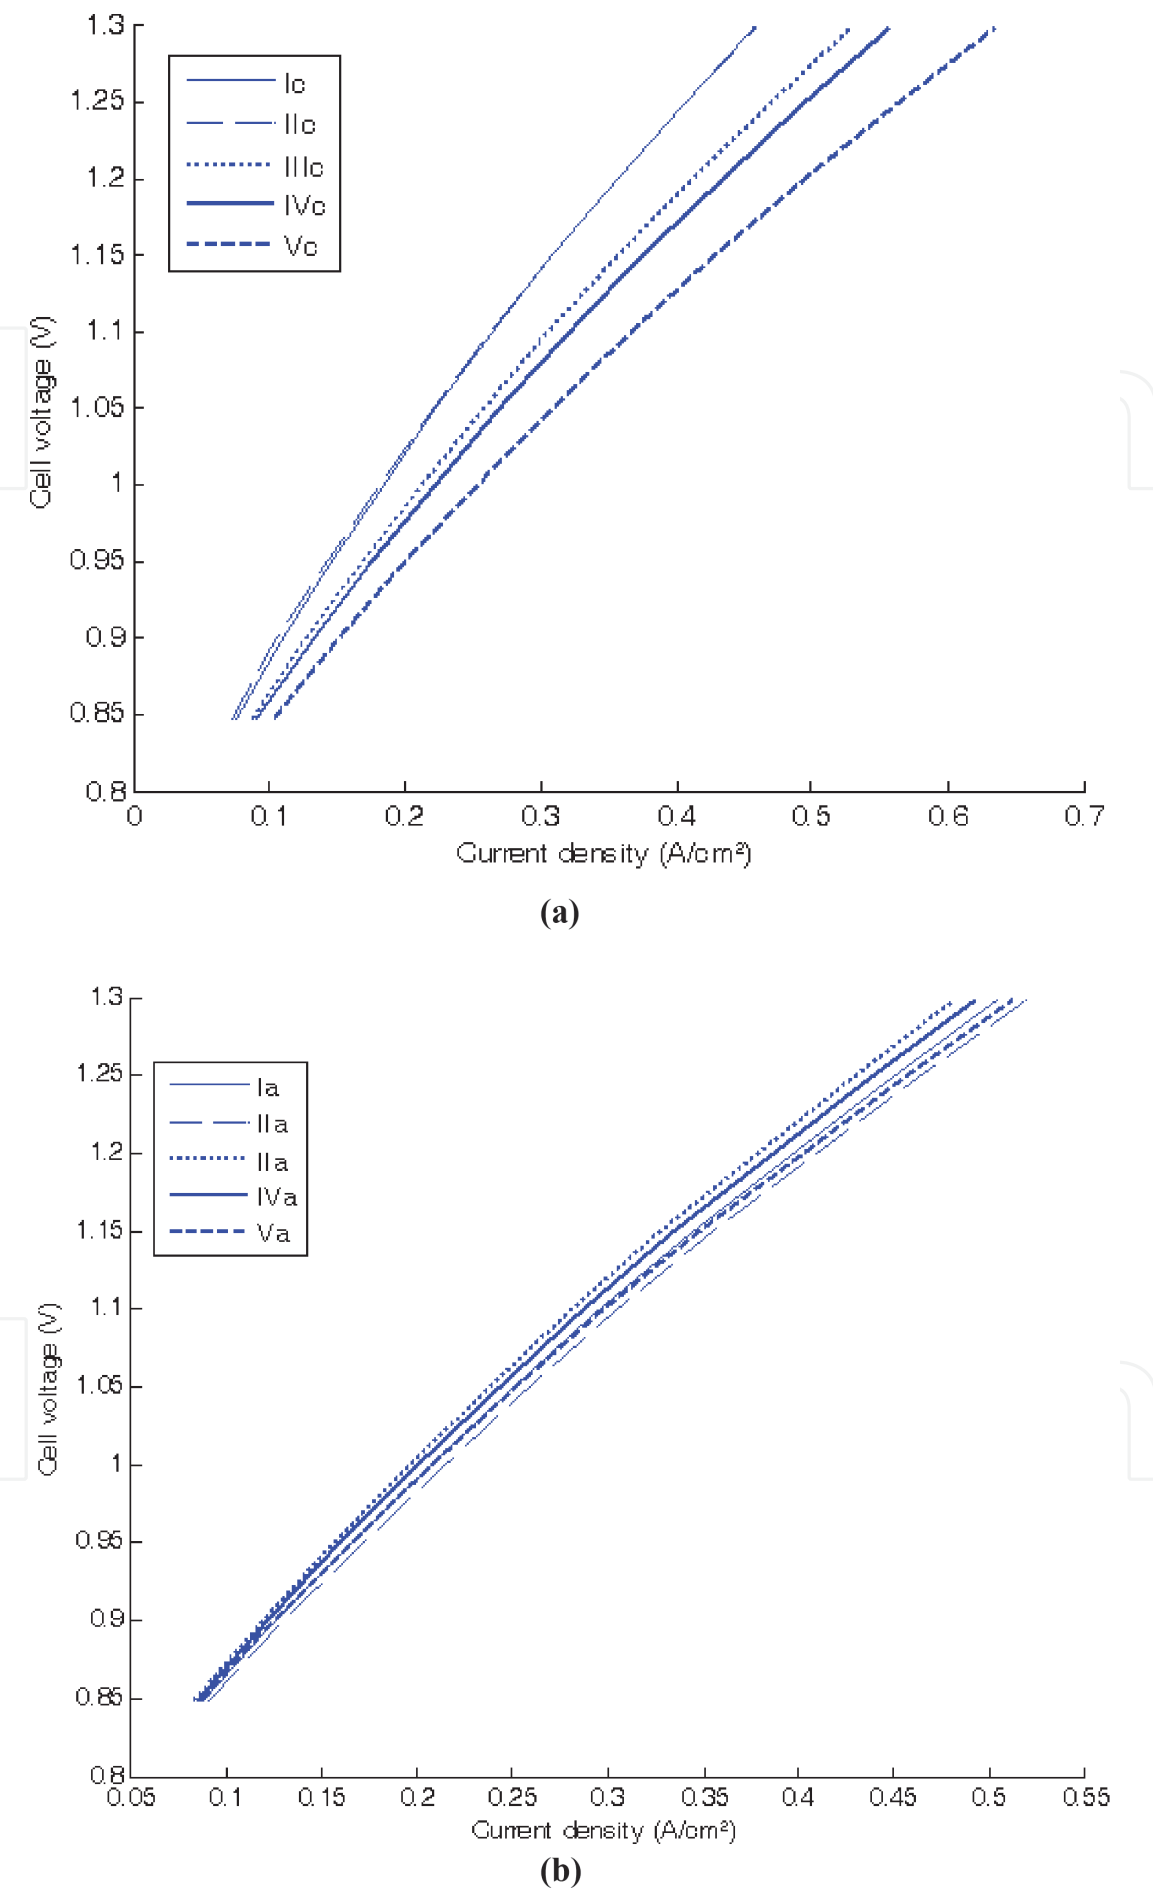 1.3
Ic
IIc
IIIc
IVc
Vc
1.25
1.2
1.15
1.1
1.05
1
0.95
0.9
0.85
0.8
Cell voltage (V)
0 0.1 0.2 0.3 0.4 0.5 0.6 0.7
Current density (A/cm²)
(a)
1.3
Ia
IIa
IIa
IVa
Va
1.25
1.2
1.15
1.1
1.05
1
0.95
0.9
0.85
0.8
Cell voltage (V)
0.05 0.1 0.15 0.2 0.25 0.3 0.35 0.4 0.45 0.5 0.55
Current density (A/cm²)
(b)